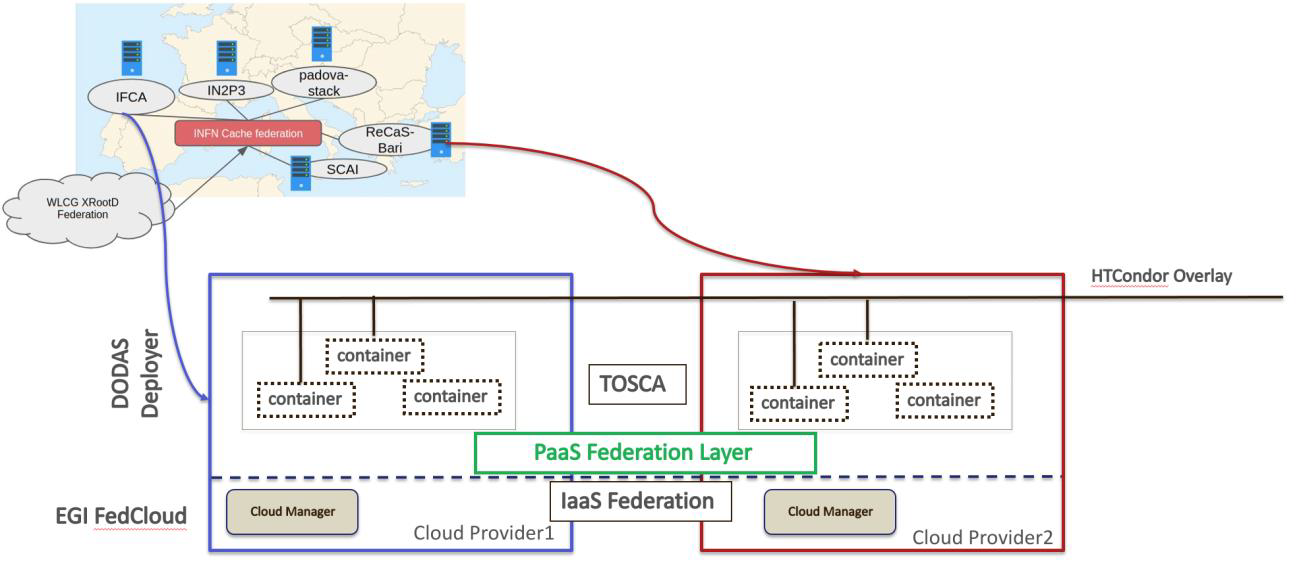 padova-
stack
IFCA
IN2P3
INFN Cache federation
ReCaS-
Bari
SCAI
WLCG XRootD
Federation
HTCondor Overlay
DODAS
Deployer
container
container
container
TOSCA
container
container
container
PaaS Federation Layer
IaaS Federation
EGI FedCloud
Cloud Manager
Cloud Provider1
Cloud Manager
Cloud Provider2